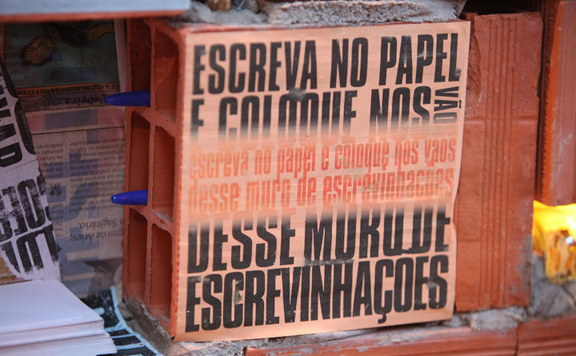 ESCREVA NO PAPEL
E COLOQUE NOS VÃOS
escreva no papel e coloque nos vãos
desse muro de escrevinhações
DESSE MURO DE
ESCREVINHAÇÕES